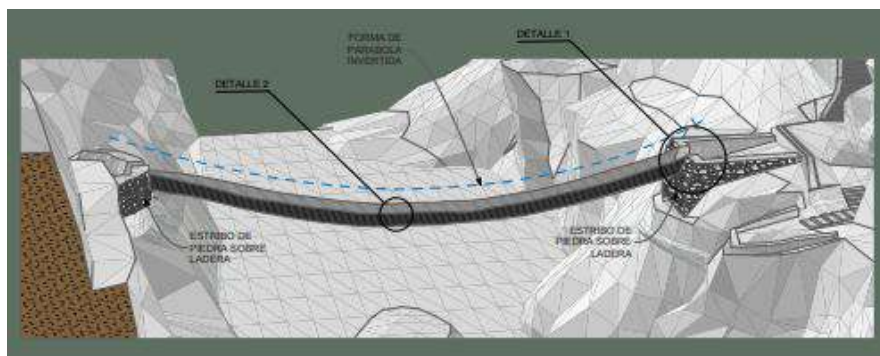 DETALLE 1
FORMA DE
PARABOLA
INVERTIDA
DETALLE 2
ESTRIBO DE
PIEDRA SOBRE
LADERA
ESTRIBO DE
PIEDRA SOBRE
LADERA